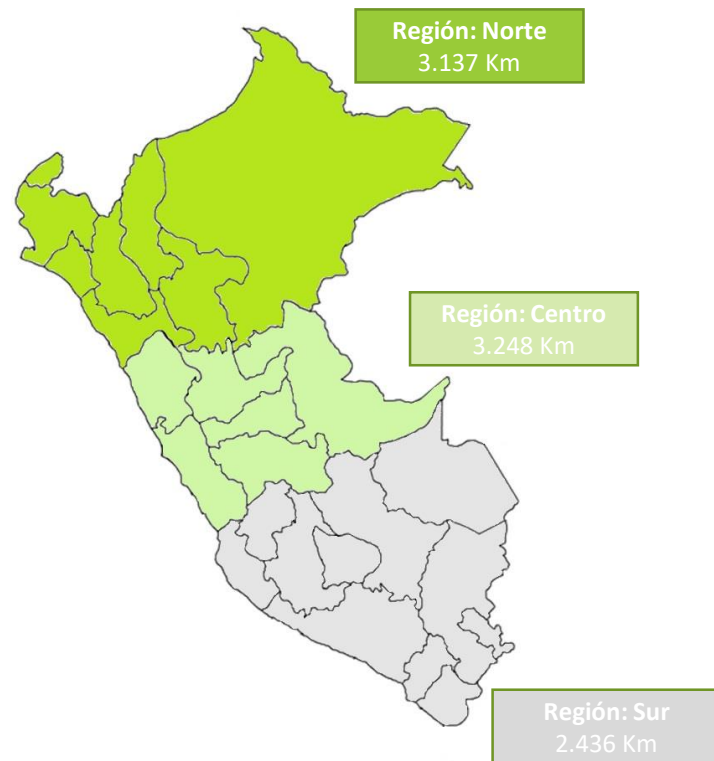 Región: Norte
3.137 Km
Región: Centro
3.248 Km
Región: Sur
2.436 Km